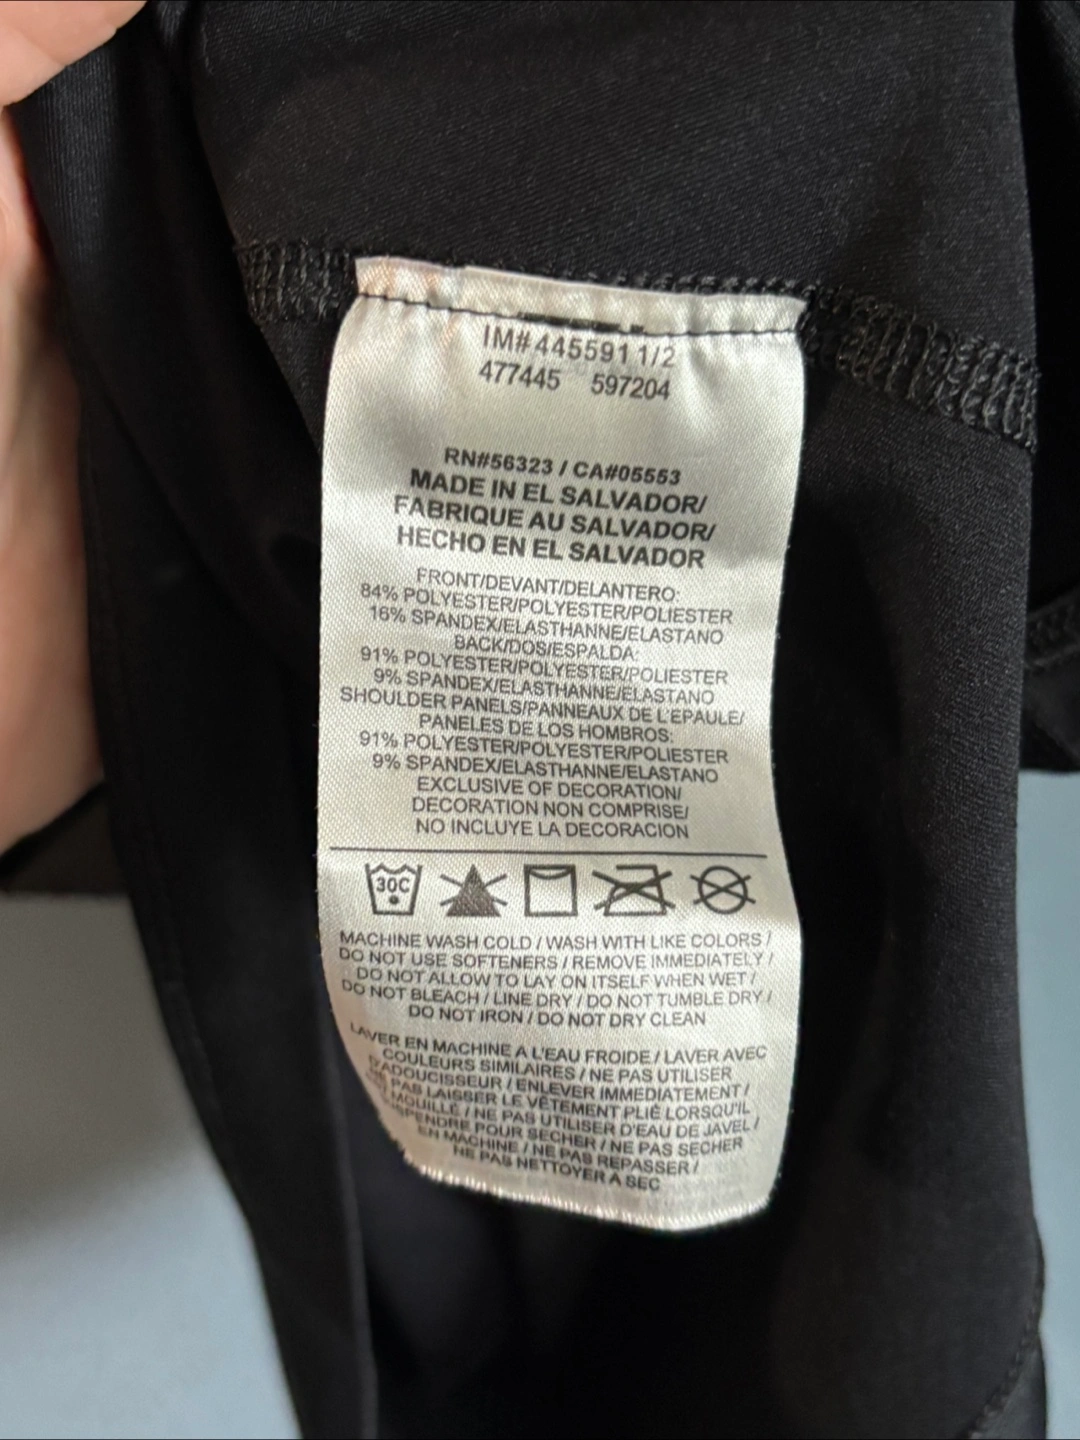 IM# 445591 1/2
477445 597204
RN#56323 / CA#05553
MADE IN EL SALVADOR/
FABRIQUE AU SALVADOR/
HECHO EN EL SALVADOR
FRONT/DEVANT/DELANTERO:
84% POLYESTER/POLYESTER/POLIESTER
16% SPANDEX/ELASTHANNE/ELASTANO
BACK/DOS/ESPALDA:
91% POLYESTER/POLYESTER/POLIESTER
9% SPANDEX/ELASTHANNE/ELASTANO
SHOULDER PANELS/PANNEAUX DE L'EPAULE/
PANELES DE LOS HOMBROS:
91% POLYESTER/POLYESTER/POLIESTER
9% SPANDEX/ELASTHANNE/ELASTANO
EXCLUSIVE OF DECORATION/
DECORATION NON COMPRISE/
NO INCLUYE LA DECORACION
30C
MACHINE WASH COLD / WASH WITH LIKE COLORS /
DO NOT USE SOFTENERS / REMOVE IMMEDIATELY /
DO NOT ALLOW TO LAY ON ITSELF WHEN WET /
DO NOT BLEACH / LINE DRY / DO NOT TUMBLE DRY /
DO NOT IRON / DO NOT DRY CLEAN
LAVER EN MACHINE A L'EAU FROIDE / LAVER AVEC
COULEURS SIMILAIRES / NE PAS UTILISER
D'ADOUCISSEUR / ENLEVER IMMEDIATEMENT /
NE PAS LAISSER LE VÊTEMENT PLIÉ LORSQU'IL
MOUILLÉ / NE PAS UTILISER D'EAU DE JAVEL /
POUR SECHER / NE PAS SECHER
EN MACHINE / NE PAS REPASSER /
NE PAS NETTOYER A SEC